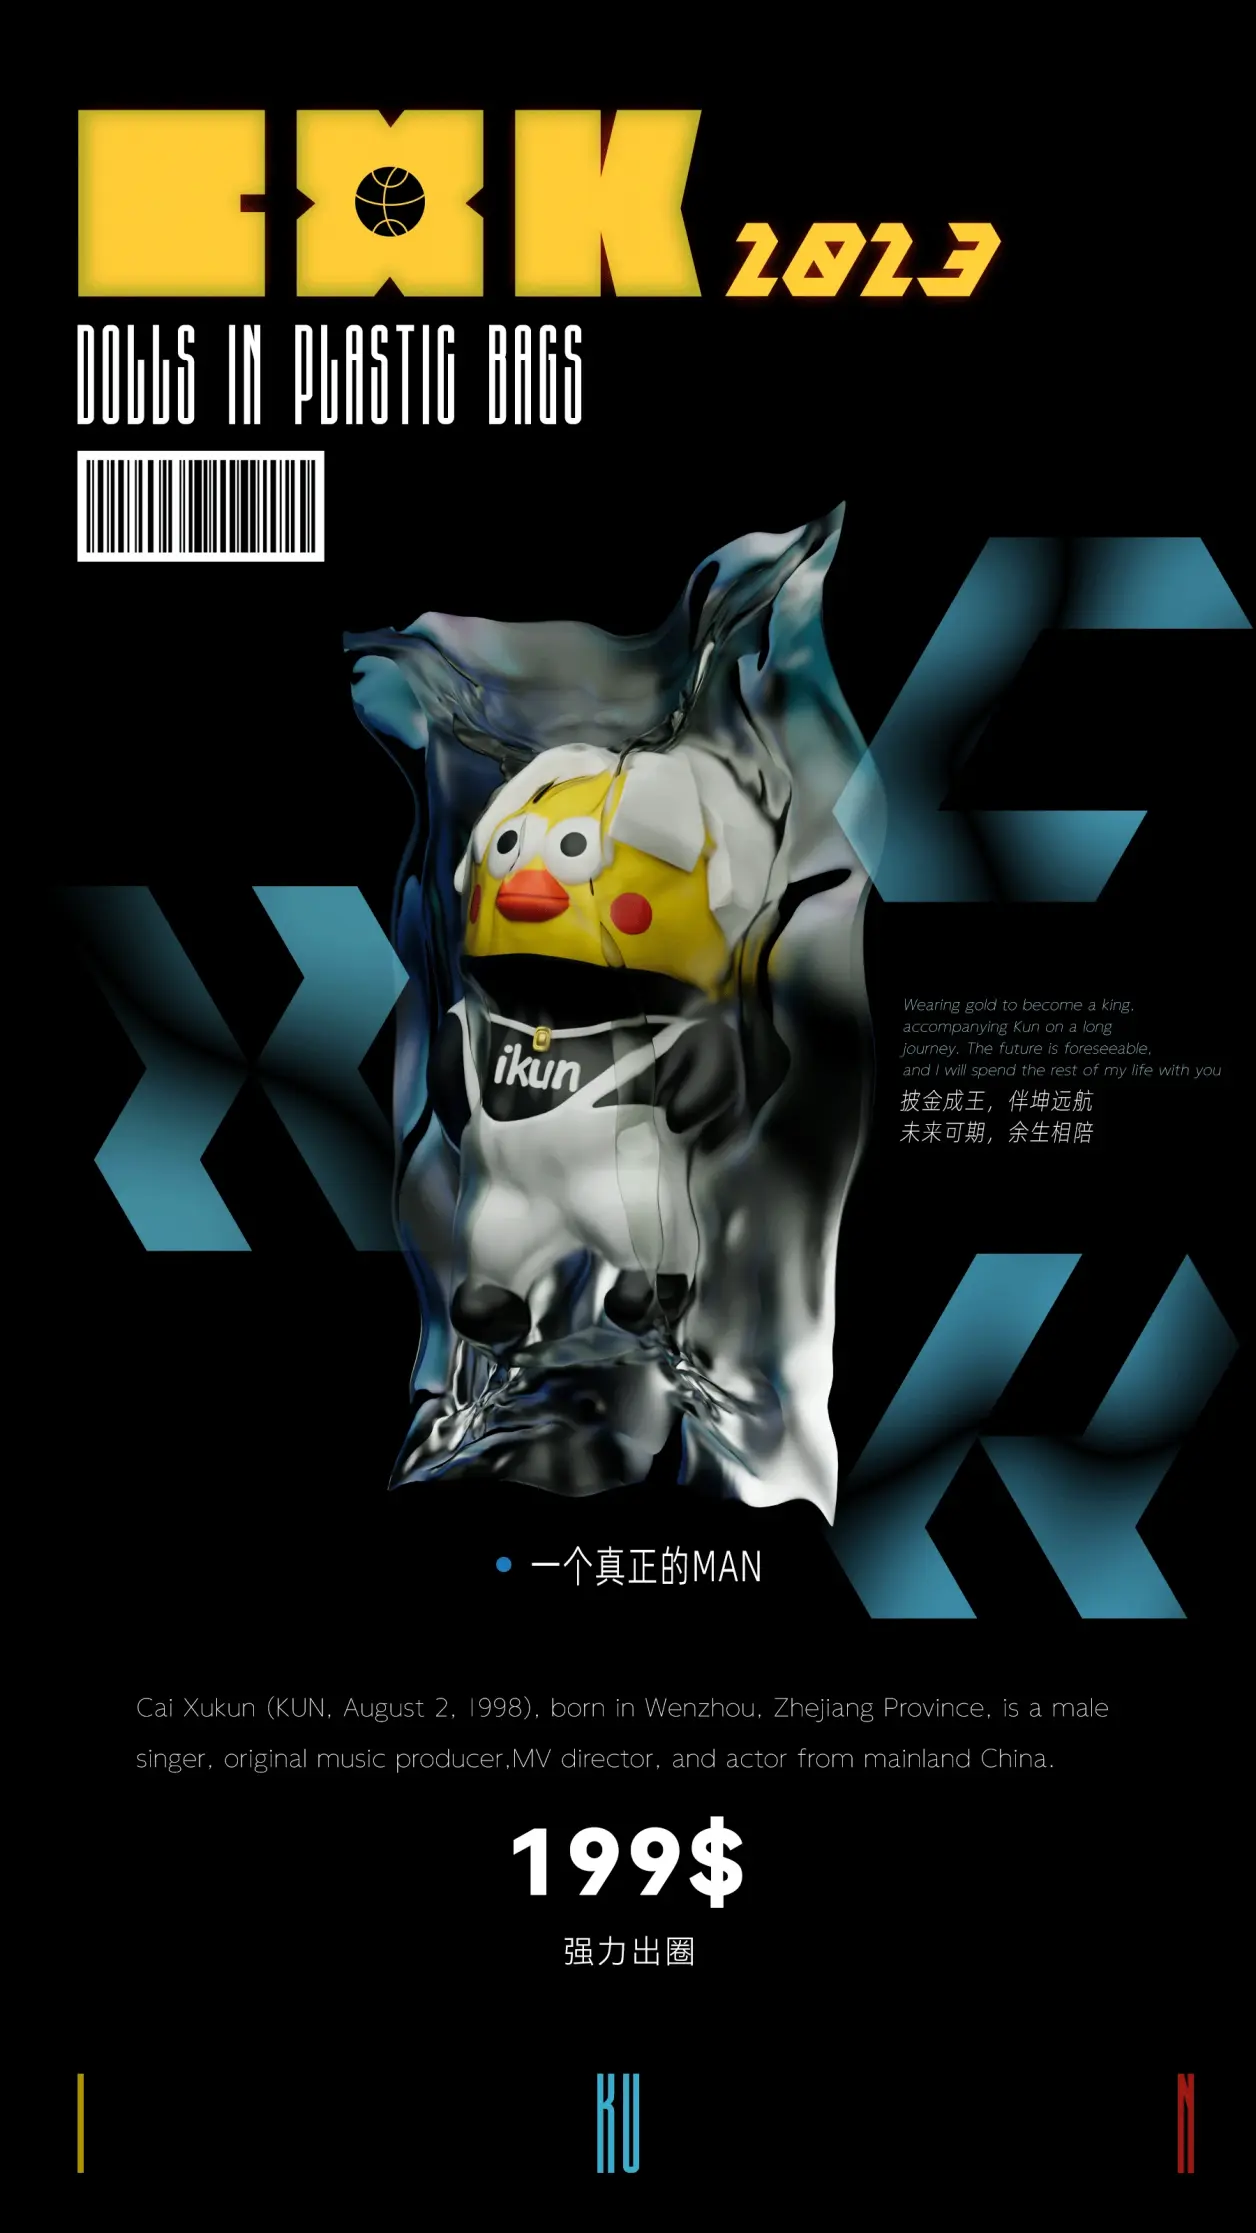 CXK 2023
DOLLS IN PLASTIC BAGS
C
X
ikun
Wearing gold to become a king,
accompanying Kun on a long
journey. The future is foreseeable,
and I will spend the rest of my life with you
披金成王，伴坤远航
未来可期，余生相陪
K
一个真正的MAN
Cai Xukun (KUN, August 2, 1998), born in Wenzhou, Zhejiang Province, is a male
singer, original music producer,MV director, and actor from mainland China.
199$
强力出圈
I KU N